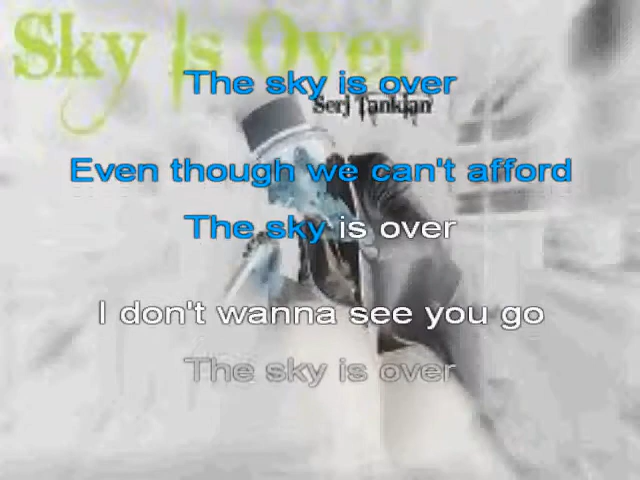 Sky Is Over
The sky is over
Serj Tankian
Even though we can't afford
The sky is over
I don't wanna see you go
The sky is over